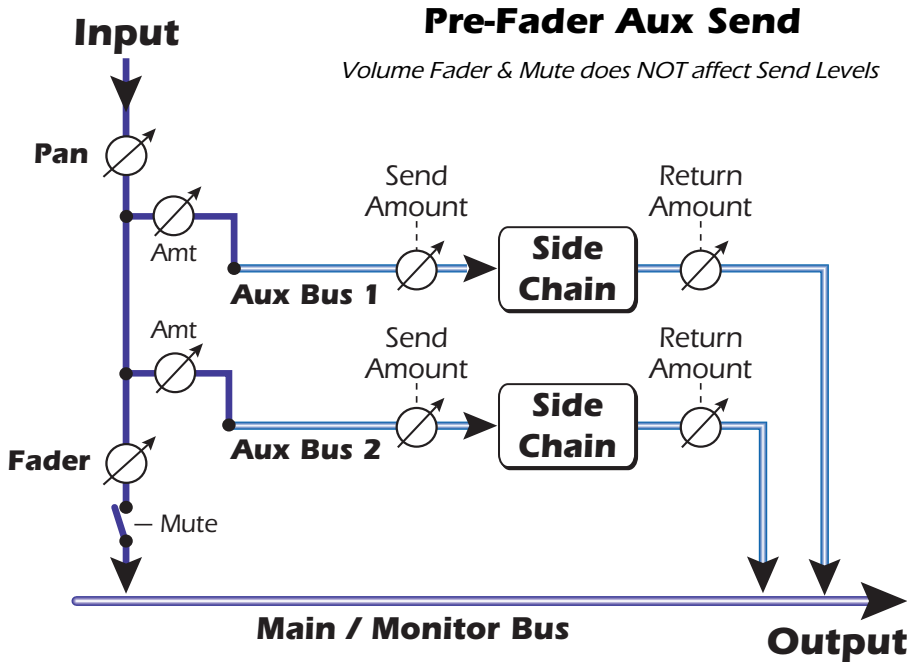 Pre-Fader Aux Send
Input
Volume Fader & Mute does NOT affect Send Levels
Pan
Amt
Send
Amount
Return
Amount
Side
Chain
Aux Bus 1
Amt
Send
Amount
Return
Amount
Side
Chain
Aux Bus 2
Fader
Mute
Main / Monitor Bus
Output